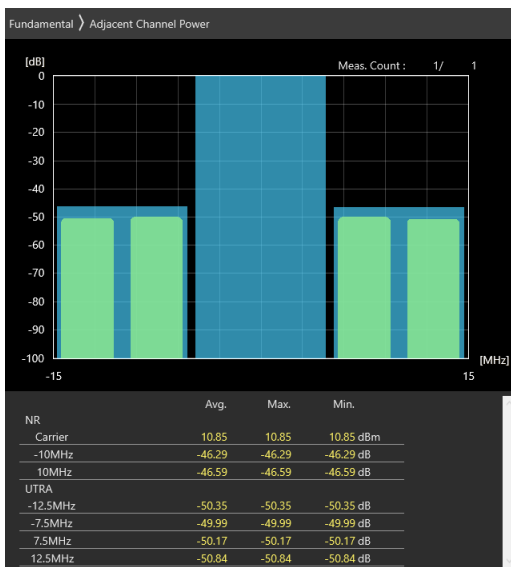 Fundamental 〉 Adjacent Channel Power
[dB]
Meas. Count : 1/ 1
0
-10
-20
-30
-40
-50
-60
-70
-80
-90
-100
[MHz]
-15 15
Avg. Max. Min.
NR
Carrier 10.85 10.85 10.85 dBm
-10MHz -46.29 -46.29 -46.29 dB
10MHz -46.59 -46.59 -46.59 dB
UTRA
-12.5MHz -50.35 -50.35 -50.35 dB
-7.5MHz -49.99 -49.99 -49.99 dB
7.5MHz -50.17 -50.17 -50.17 dB
12.5MHz -50.84 -50.84 -50.84 dB